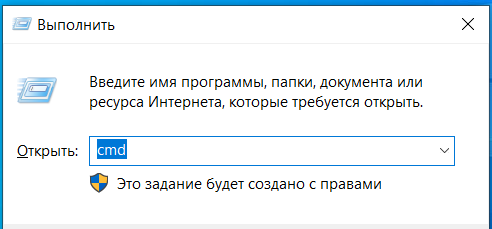 Выполнить
Введите имя программы, папки, документа или
ресурса Интернета, которые требуется открыть.
Открыть: cmd
Это задание будет создано с правами